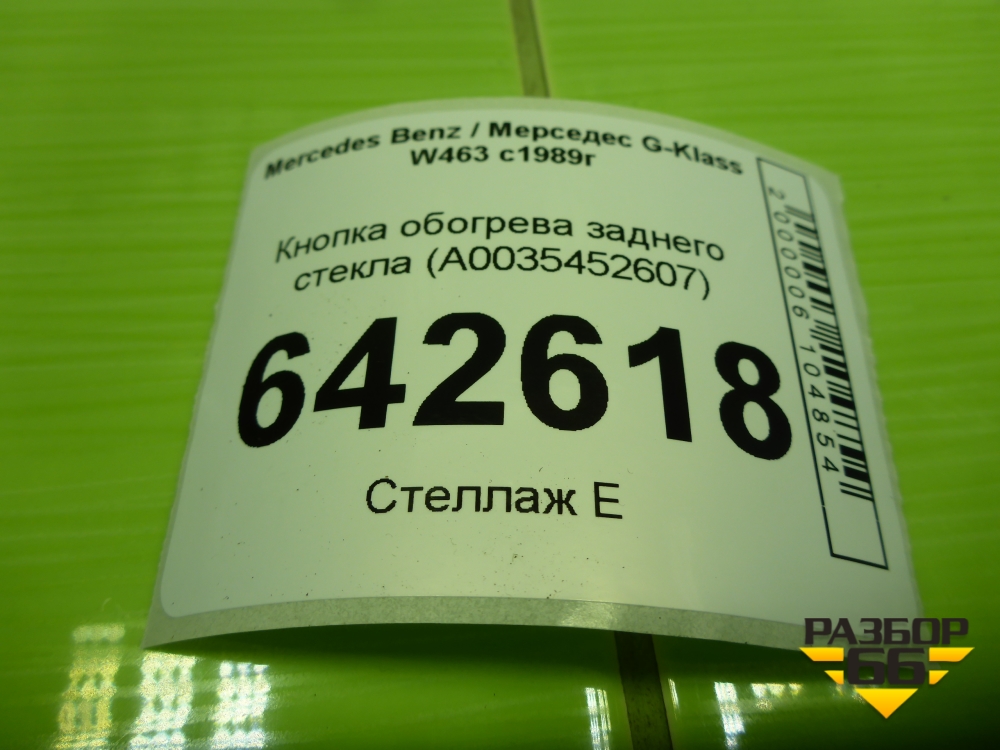 Mercedes Benz / Мерседес G-Klass
W463 с1989г
Кнопка обогрева заднего
стекла (A0035452607)
642618
Стеллаж Е
2000006104854
РАЗБОР
66